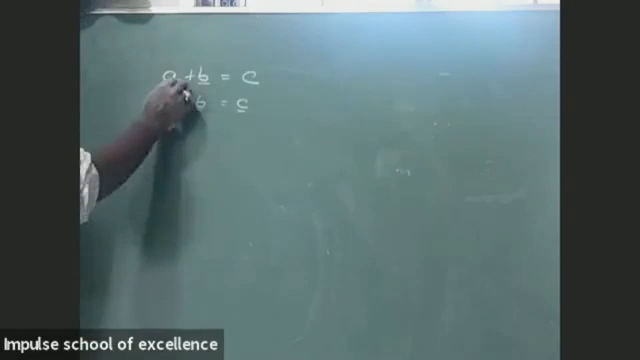 a + b = c
b = c
Impulse school of excellence